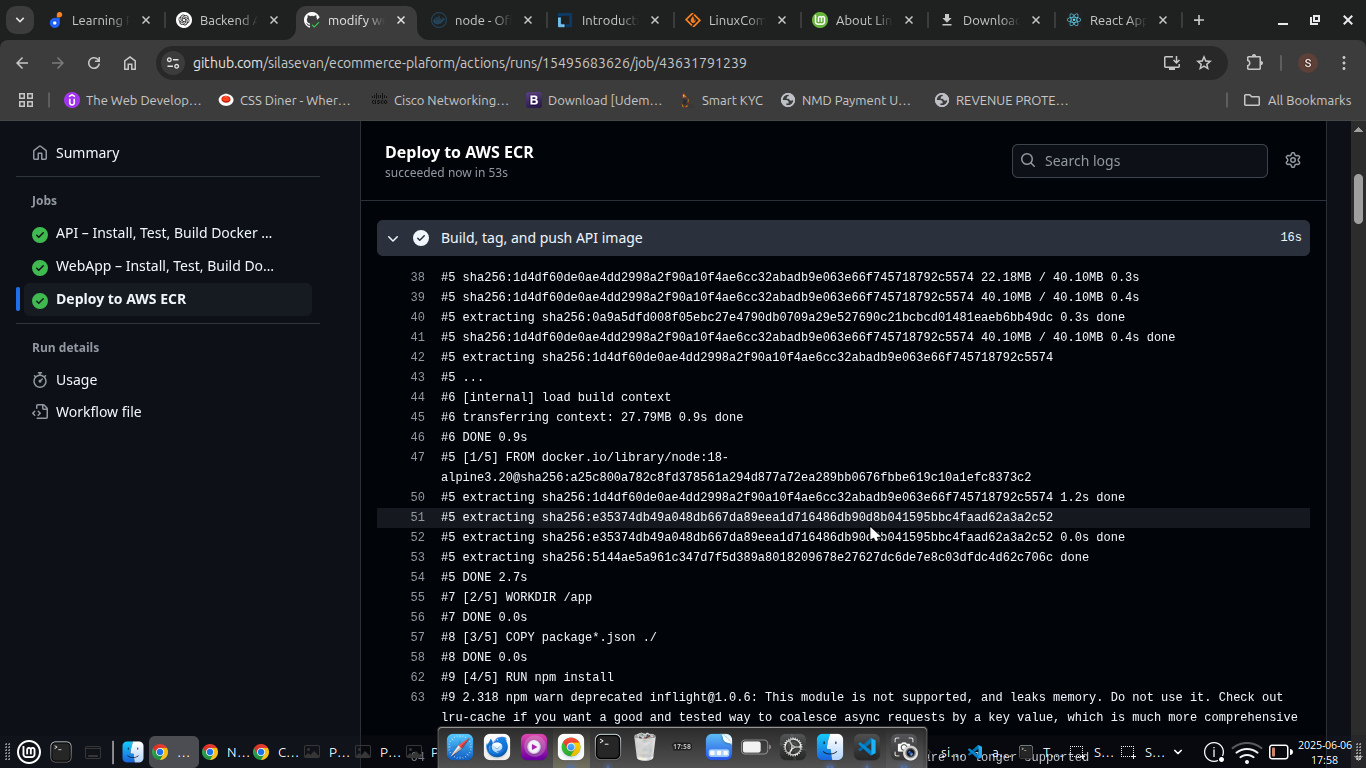 Learning
Backend A
modify w
node - Of
Introduct
LinuxCom
About Lin
Downloac
React App
github.com/silasevan/ecommerce-plaform/actions/runs/15495683626/job/43631791239
S
The Web Develop…
CSS Diner - Wher…
Cisco Networking…
Download [Udem…
Smart KYC
NMD Payment U…
REVENUE PROTE…
All Bookmarks
Summary
Jobs
API – Install, Test, Build Docker ...
WebApp – Install, Test, Build Do...
Deploy to AWS ECR
Run details
Usage
Workflow file
Deploy to AWS ECR
succeeded now in 53s
Search logs
Build, tag, and push API image
16s
38 #5 sha256:1d4df60de0ae4dd2998a2f90a10f4ae6cc32abadb9e063e66f745718792c5574 22.18MB / 40.10MB 0.3s
39 #5 sha256:1d4df60de0ae4dd2998a2f90a10f4ae6cc32abadb9e063e66f745718792c5574 40.10MB / 40.10MB 0.4s
40 #5 extracting sha256:0a9a5dfd008f05ebc27e4790db0709a29e527690c21bcbcd01481eaeb6bb49dc 0.3s done
41 #5 sha256:1d4df60de0ae4dd2998a2f90a10f4ae6cc32abadb9e063e66f745718792c5574 40.10MB / 40.10MB 0.4s done
42 #5 extracting sha256:1d4df60de0ae4dd2998a2f90a10f4ae6cc32abadb9e063e66f745718792c5574
43 #5 ...
44 #6 [internal] load build context
45 #6 transferring context: 27.79MB 0.9s done
46 #6 DONE 0.9s
47 #5 [1/5] FROM docker.io/library/node:18-
alpine3.20@sha256:a25c800a782c8fd378561a294d877a72ea289bb0676fbbe619c10a1efc8373c2
50 #5 extracting sha256:1d4df60de0ae4dd2998a2f90a10f4ae6cc32abadb9e063e66f745718792c5574 1.2s done
51 #5 extracting sha256:e35374db49a048db667da89eea1d716486db90d8b041595bbc4faad62a3a2c52
52 #5 extracting sha256:e35374db49a048db667da89eea1d716486db90d8b041595bbc4faad62a3a2c52 0.0s done
53 #5 extracting sha256:5144ae5a961c347d7f5d389a8018209678e27627dc6de7e8c03dfdc4d62c706c done
54 #5 DONE 2.7s
55 #7 [2/5] WORKDIR /app
56 #7 DONE 0.0s
57 #8 [3/5] COPY package*.json ./
58 #8 DONE 0.0s
62 #9 [4/5] RUN npm install
63 #9 2.318 npm warn deprecated inflight@1.0.6: This module is not supported, and leaks memory. Do not use it. Check out
lru-cache if you want a good and tested way to coalesce async requests by a key value, which is much more comprehensive
are no longer supported
17:58
...
N...
C...
P...
P...
P
si...
a...
T...
S...
S...
2025-06-06
17:58